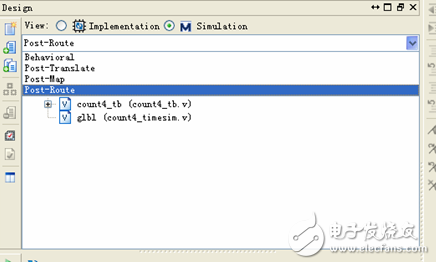 Design
View: Implementation Simulation
Post-Route
Behavioral
Post-Translate
Post-Map
Post-Route
count4_tb (count4_tb.v)
glbl (count4_timesim.v)
电子发烧友
www.elecfans.com